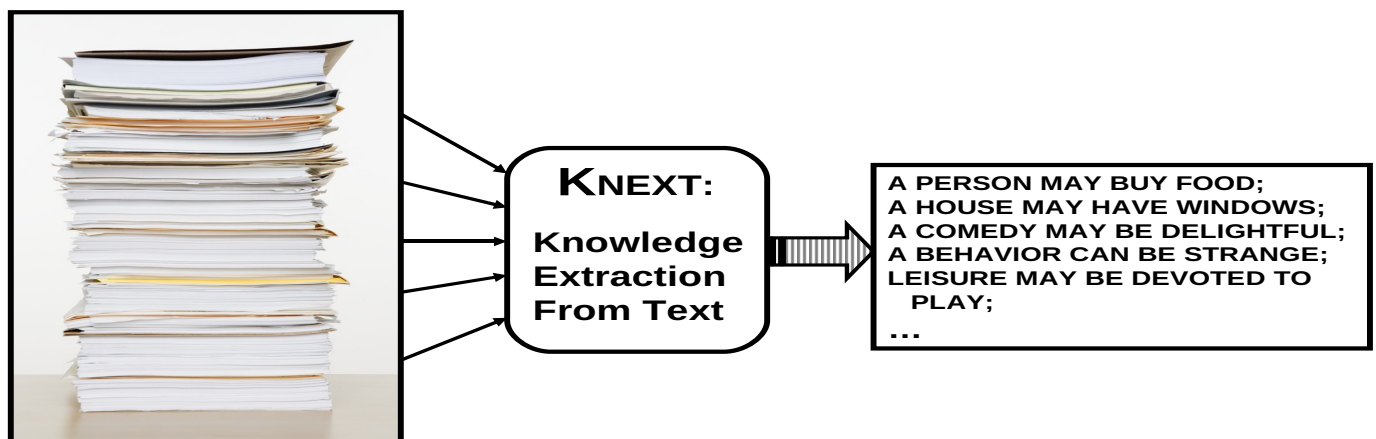 KNEXT:
Knowledge
Extraction
From Text
A PERSON MAY BUY FOOD;
A HOUSE MAY HAVE WINDOWS;
A COMEDY MAY BE DELIGHTFUL;
A BEHAVIOR CAN BE STRANGE;
LEISURE MAY BE DEVOTED TO
PLAY;
...